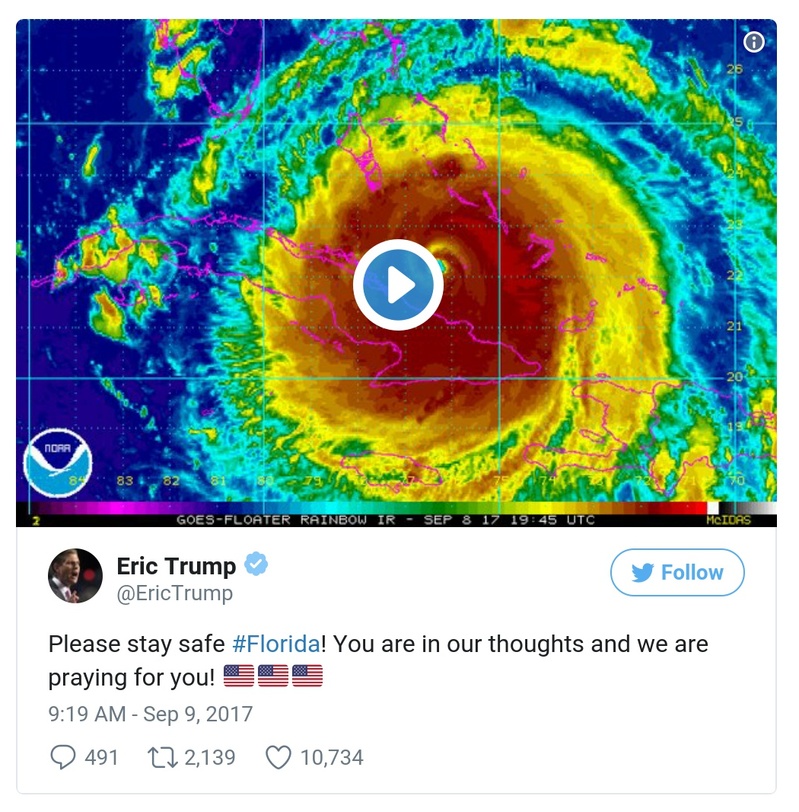 26
25
24
23
22
21
20
19
NOAA
84 83 82 80 79 77 74 72 71 70
2 GOES-FLOATER RAINBOW IR - SEP 8 17 19:45 UTC McIDAS
Eric Trump
@EricTrump
Follow
Please stay safe #Florida! You are in our thoughts and we are
praying for you! 🇺🇸🇺🇸🇺🇸
9:19 AM - Sep 9, 2017
491 2,139 10,734